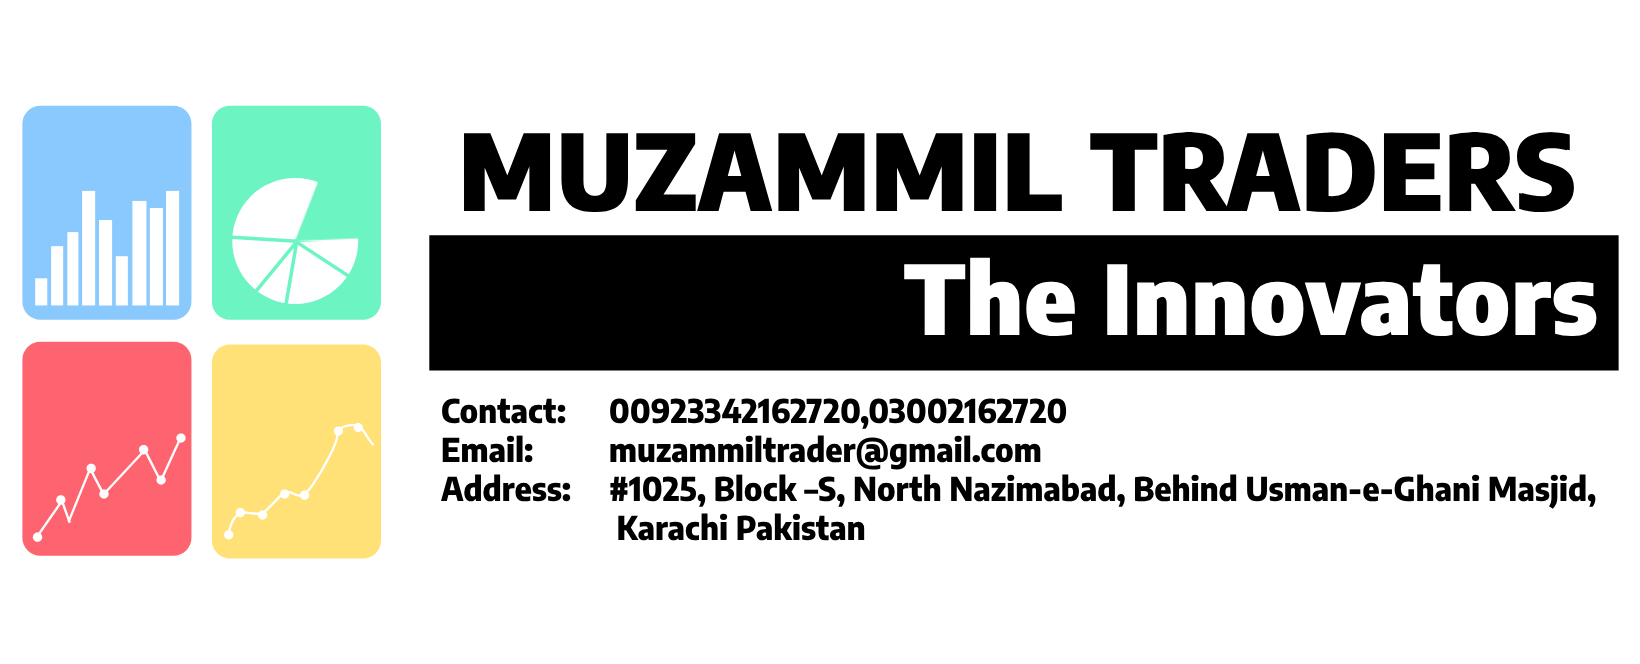 MUZAMMIL TRADERS
The Innovators
Contact: 00923342162720,03002162720
Email: muzammiltrader@gmail.com
Address: #1025, Block –S, North Nazimabad, Behind Usman-e-Ghani Masjid,
Karachi Pakistan